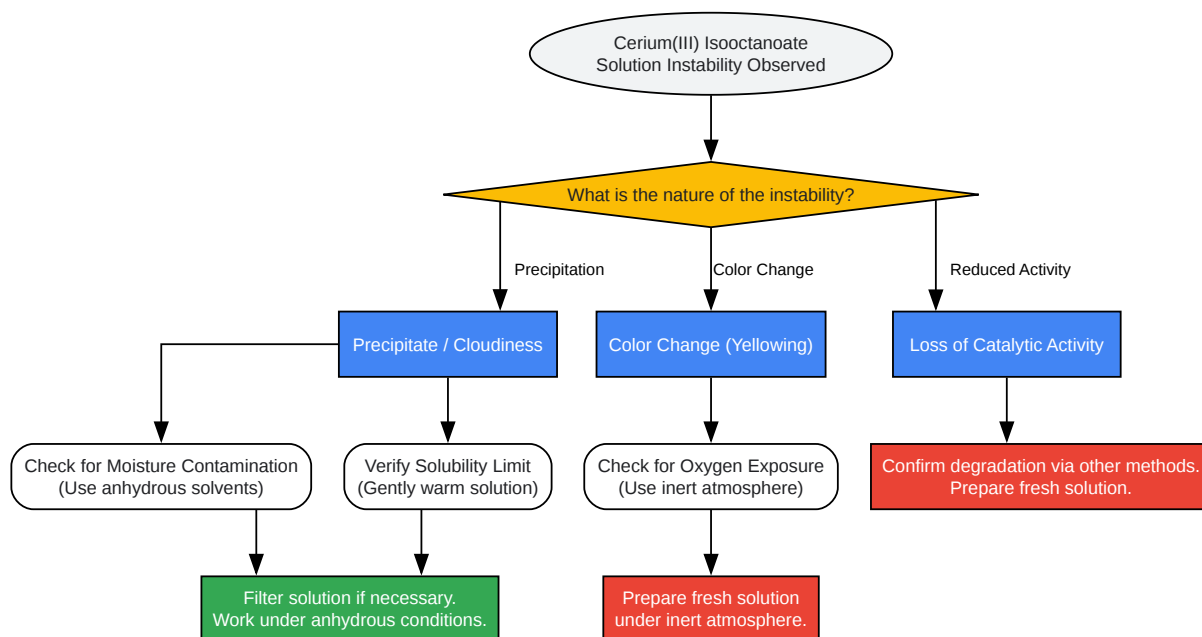 Cerium(III) Isooctanoate
Solution Instability Observed
What is the nature of the instability?
Precipitation
Color Change
Reduced Activity
Precipitate / Cloudiness
Color Change (Yellowing)
Loss of Catalytic Activity
Check for Moisture Contamination
(Use anhydrous solvents)
Verify Solubility Limit
(Gently warm solution)
Check for Oxygen Exposure
(Use inert atmosphere)
Confirm degradation via other methods.
Prepare fresh solution.
Filter solution if necessary.
Work under anhydrous conditions.
Prepare fresh solution
under inert atmosphere.